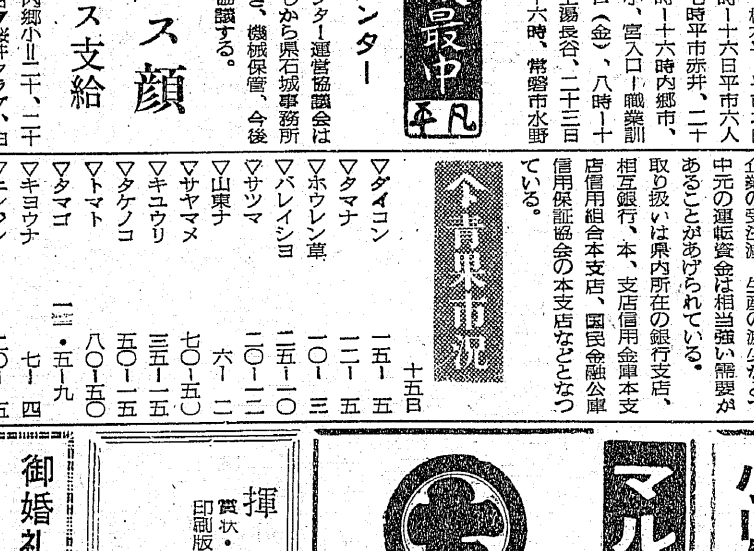 時ー十六日平市六人
七時平市赤井、二十
時ー十六時内郷市、
、宮入口ー職業訓
日(金)、八時ー十
上湯長谷、二十三日
十六時、常磐市水野
最中
平凡
ンター
ンター運営協議会は
しから県石城事務所
き、機械保管、今後
協議する。
ス顔
ス支給
内郷小ー二十、二十
中元の運転資金は相当強い需要が
あることがあげられている。
取り扱いは県内所在の銀行支店、
相互銀行、本、支店信用金庫本支
店信用組合本支店、国民金融公庫
信用保証協会の本支店などとなつ
ている。
青果市況
十五日
▽ダイコン 一五ー五
▽タマナ 一二ー五
▽ホウレン草 一〇ー三
▽バレイショ 二五ー一〇
▽サツマ 二〇ー一二
▽山東ナ 六ー二
▽サヤマメ 七〇ー五〇
▽キユウリ 三五ー一五
▽タケノコ 五〇ー一五
▽トマト 八〇ー五〇
▽タマゴ 一三・五ー九
▽キヨウナ 七ー四
マル
揮
賞状・
印刷版
御婚礼